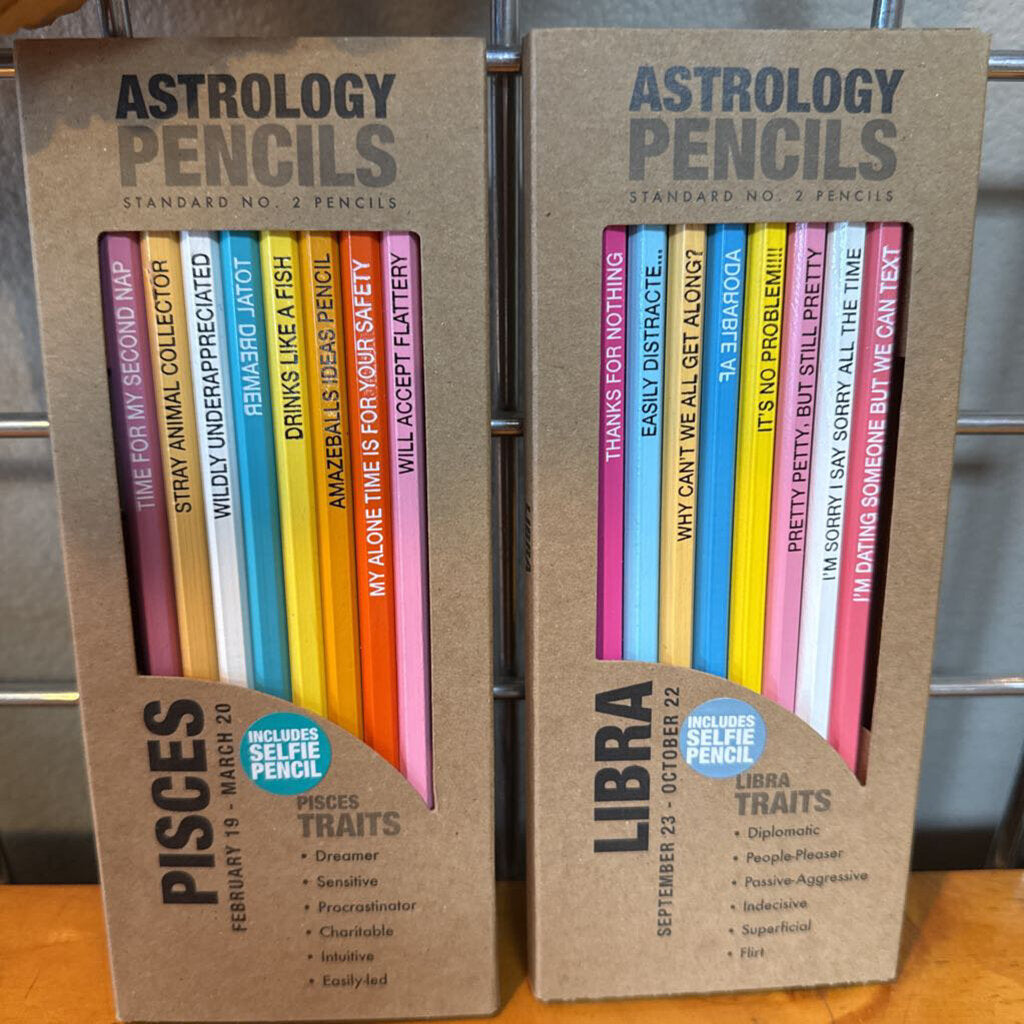 ASTROLOGY
PENCILS
STANDARD NO. 2 PENCILS
TIME FOR MY SECOND NAP
STRAY ANIMAL COLLECTOR
WILDLY UNDERAPPRECIATED
TOTAL DREAMER
DRINKS LIKE A FISH
AMAZEBALLS IDEAS PENCIL
MY ALONE TIME IS FOR YOUR SAFETY
WILL ACCEPT FLATTERY
PISCES
FEBRUARY 19 - MARCH 20
INCLUDES
SELFIE
PENCIL
PISCES
TRAITS
• Dreamer
• Sensitive
• Procrastinator
• Charitable
• Intuitive
• Easily-led
ASTROLOGY
PENCILS
STANDARD NO. 2 PENCILS
THANKS FOR NOTHING
EASILY DISTRACTE...
WHY CAN'T WE ALL GET ALONG?
ADORABLE AF
IT'S NO PROBLEM!!!!
PRETTY PETTY, BUT STILL PRETTY
I'M SORRY I SAY SORRY ALL THE TIME
I'M DATING SOMEONE BUT WE CAN TEXT
LIBRA
SEPTEMBER 23 - OCTOBER 22
INCLUDES
SELFIE
PENCIL
LIBRA
TRAITS
• Diplomatic
• People-Pleaser
• Passive-Aggressive
• Indecisive
• Superficial
• Flirt